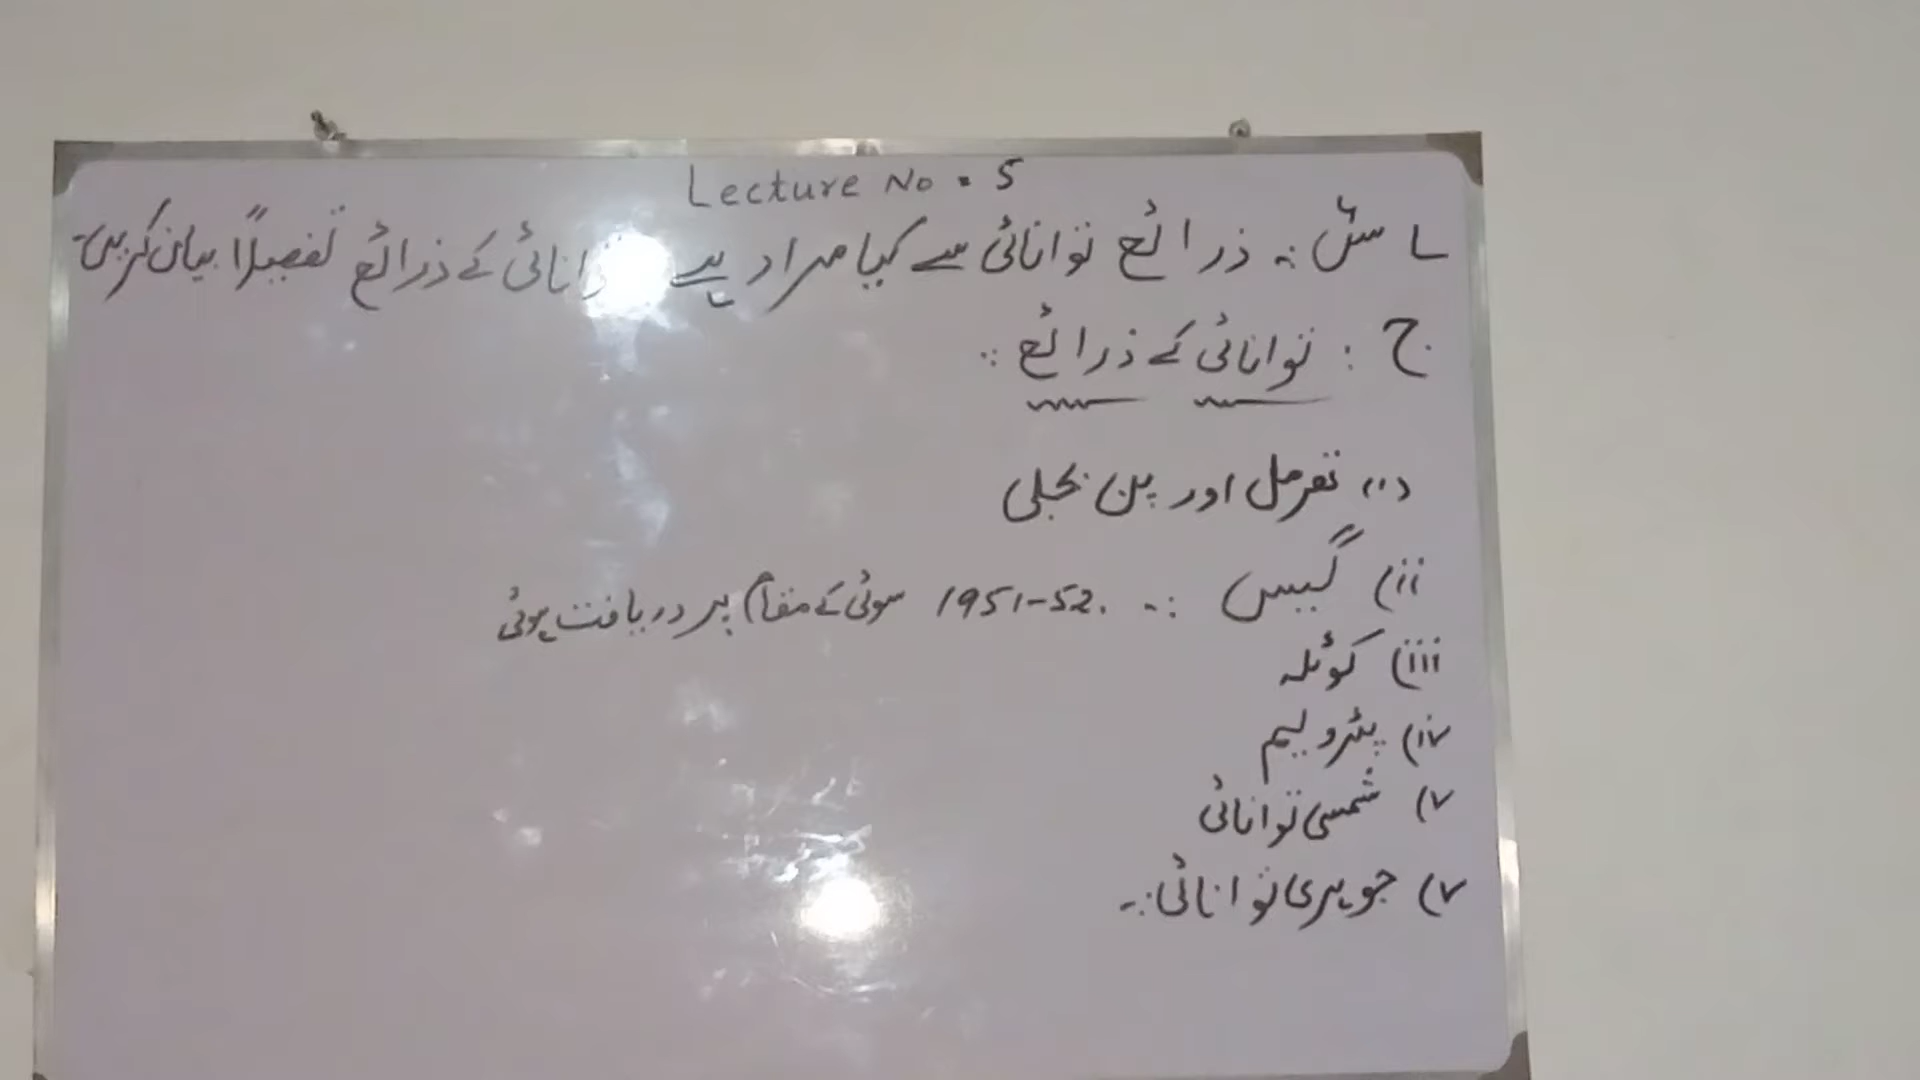 Lecture No. 5
س:۔ ذرائع توانائی سے کیا مراد ہے توانائی کے ذرائع تفصیلاً بیان کریں۔
ج: توانائی کے ذرائع :۔
(i) تھرمل اور پن بجلی
(ii) گیس :۔ 1951-52. سوئی کے مقام پر دریافت ہوئی
(iii) کوئلہ
(iv) پٹرولیم
(v) شمسی توانائی
(v) جوہری توانائی:۔